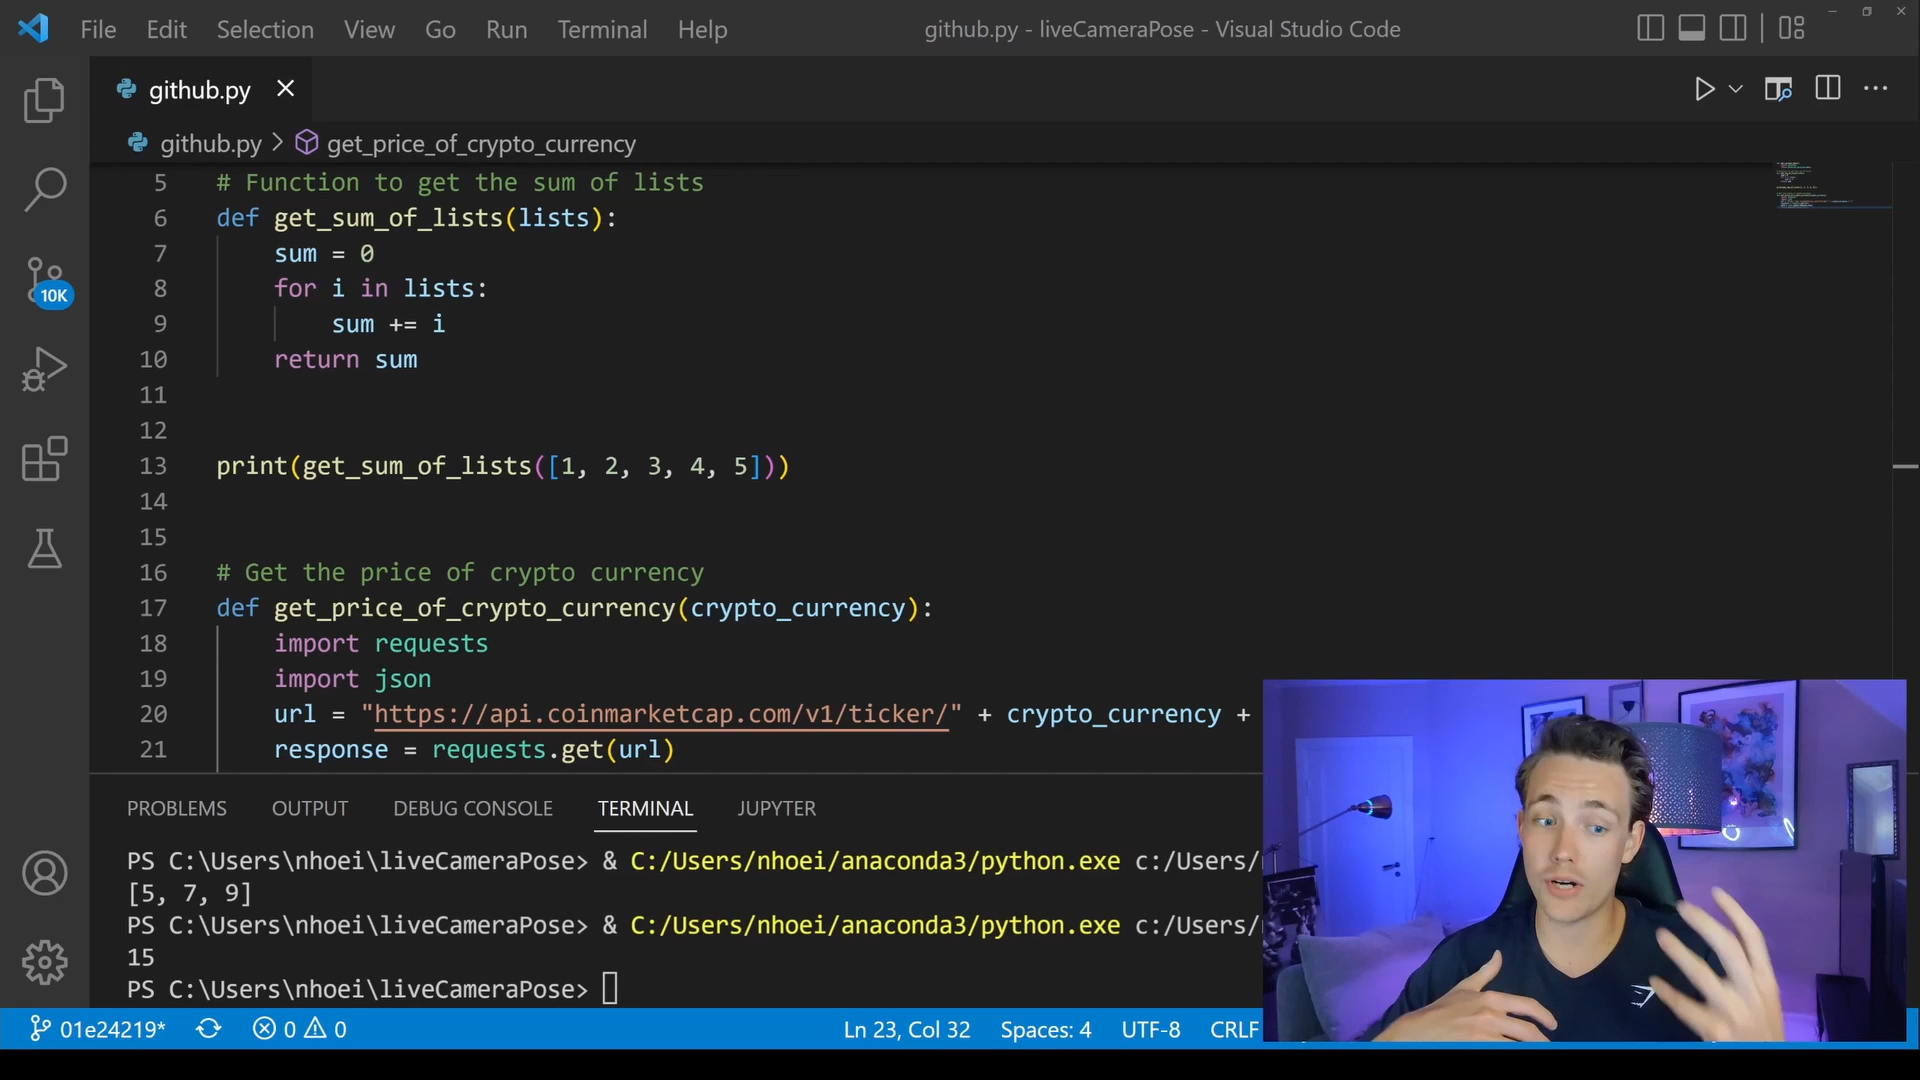 File Edit Selection View Go Run Terminal Help github.py - liveCameraPose - Visual Studio Code
github.py
github.py > get_price_of_crypto_currency
5 # Function to get the sum of lists
6 def get_sum_of_lists(lists):
7 sum = 0
8 for i in lists:
9 sum += i
10 return sum
11
12
13 print(get_sum_of_lists([1, 2, 3, 4, 5]))
14
15
16 # Get the price of crypto currency
17 def get_price_of_crypto_currency(crypto_currency):
18 import requests
19 import json
20 url = "https://api.coinmarketcap.com/v1/ticker/" + crypto_currency +
21 response = requests.get(url)
10K
PROBLEMS OUTPUT DEBUG CONSOLE TERMINAL JUPYTER
PS C:\Users\nhoei\liveCameraPose> & C:/Users/nhoei/anaconda3/python.exe c:/Users/
[5, 7, 9]
PS C:\Users\nhoei\liveCameraPose> & C:/Users/nhoei/anaconda3/python.exe c:/Users/
15
PS C:\Users\nhoei\liveCameraPose>
01e24219* 0 0 Ln 23, Col 32 Spaces: 4 UTF-8 CRLF